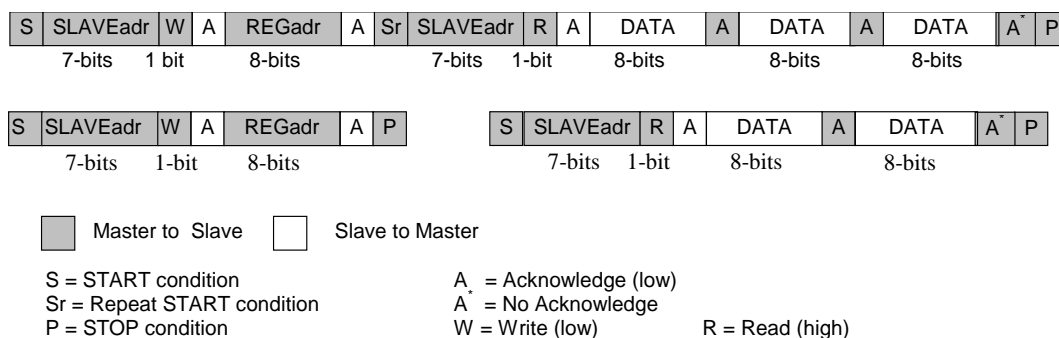 S SLAVEadr W A REGadr A Sr SLAVEadr R A DATA A DATA A DATA A* P
7-bits 1 bit 8-bits 7-bits 1-bit 8-bits 8-bits 8-bits
S SLAVEadr W A REGadr A P S SLAVEadr R A DATA A DATA A* P
7-bits 1-bit 8-bits 7-bits 1-bit 8-bits 8-bits
Master to Slave Slave to Master
S = START condition A = Acknowledge (low)
Sr = Repeat START condition A* = No Acknowledge
P = STOP condition W = Write (low) R = Read (high)